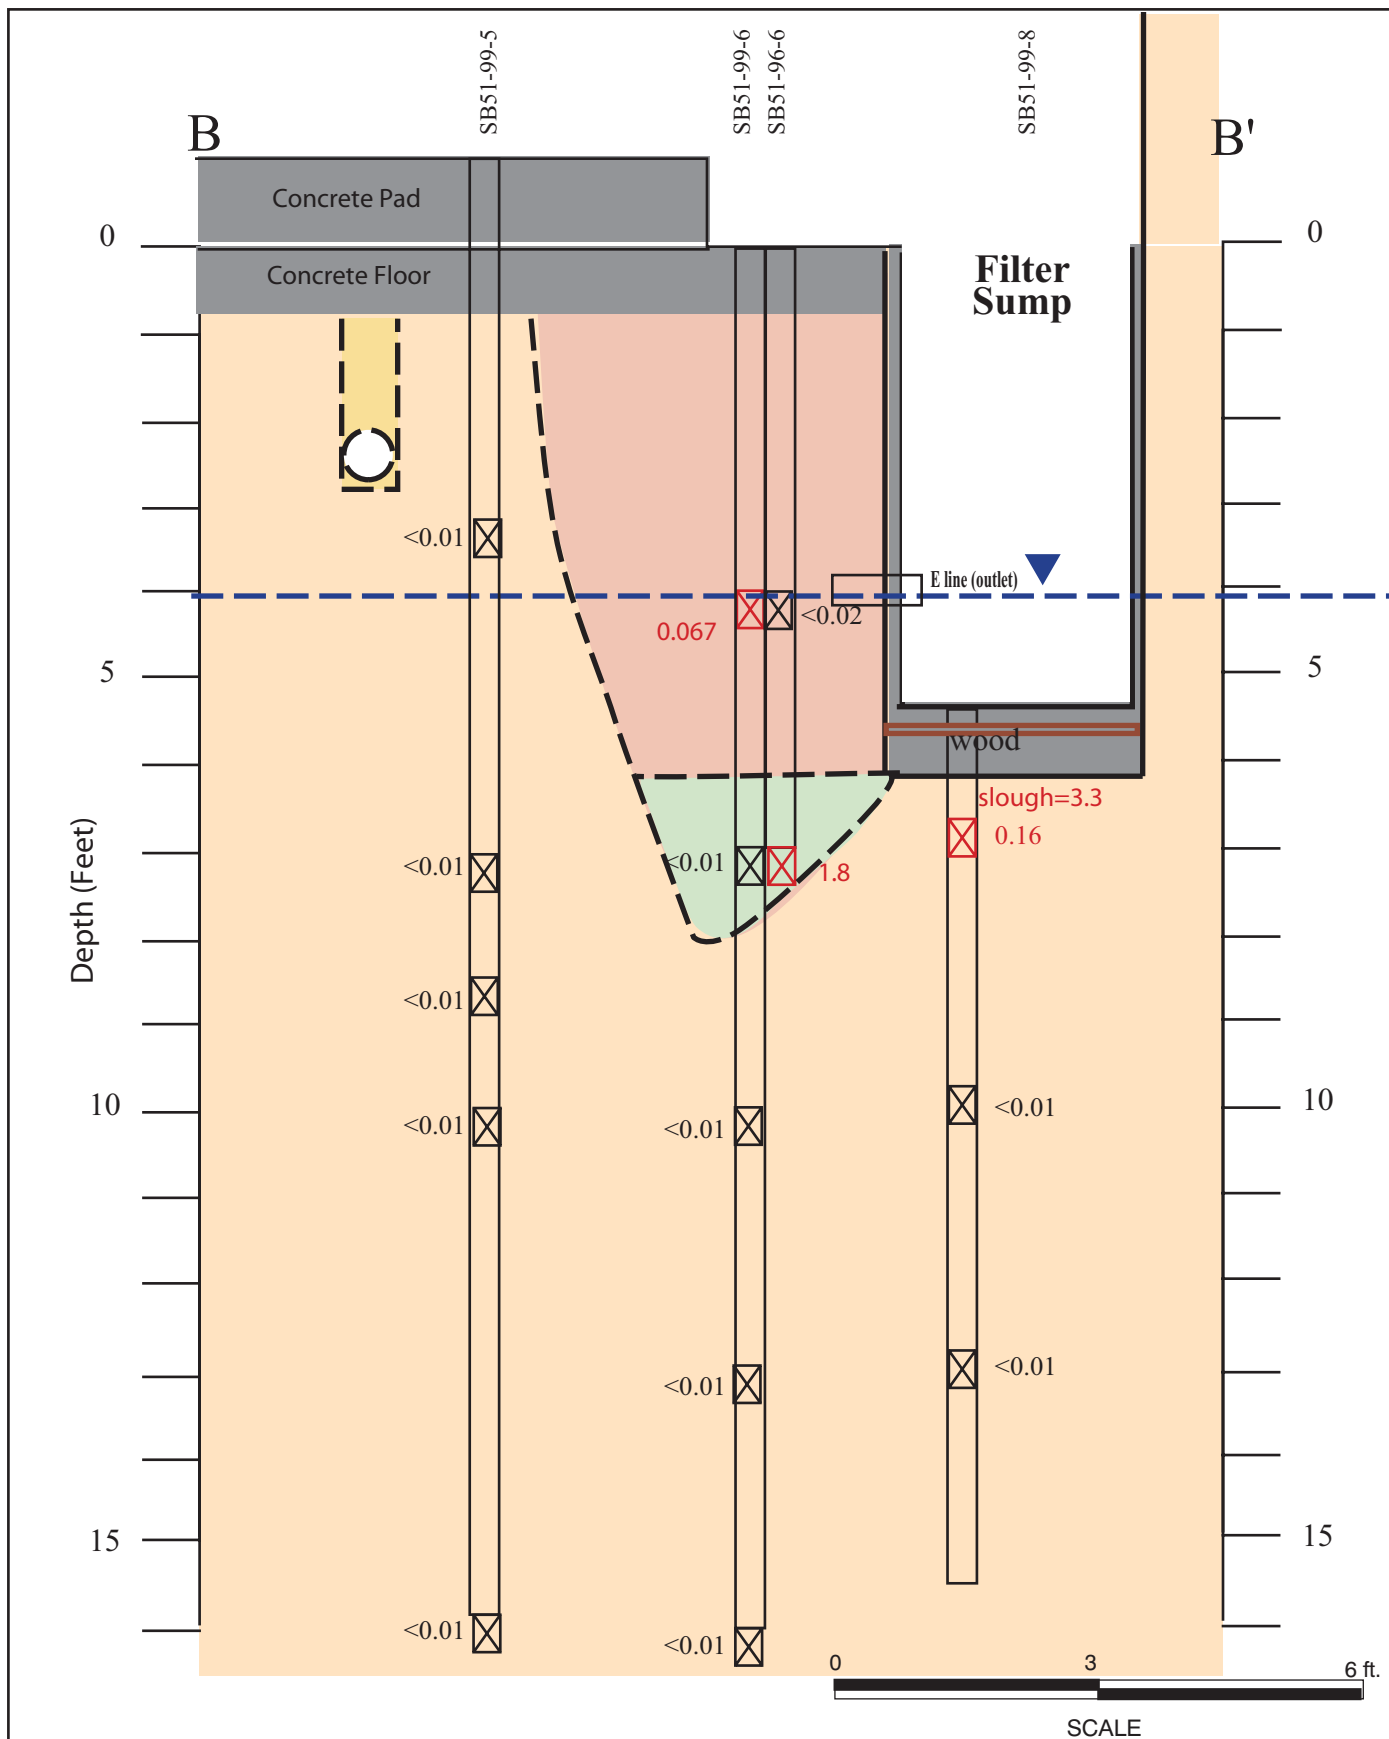 SB51-99-5
SB51-99-6
SB51-96-6
SB51-99-8
B
B'
Concrete Pad
0
0
Concrete Floor
Filter
Sump
<0.01
E line (outlet)
0.067
<0.02
5
5
wood
slough=3.3
0.16
<0.01
<0.01
1.8
Depth (Feet)
<0.01
10
<0.01
<0.01
<0.01
10
<0.01
<0.01
15
15
<0.01
<0.01
0
3
6 ft.
SCALE